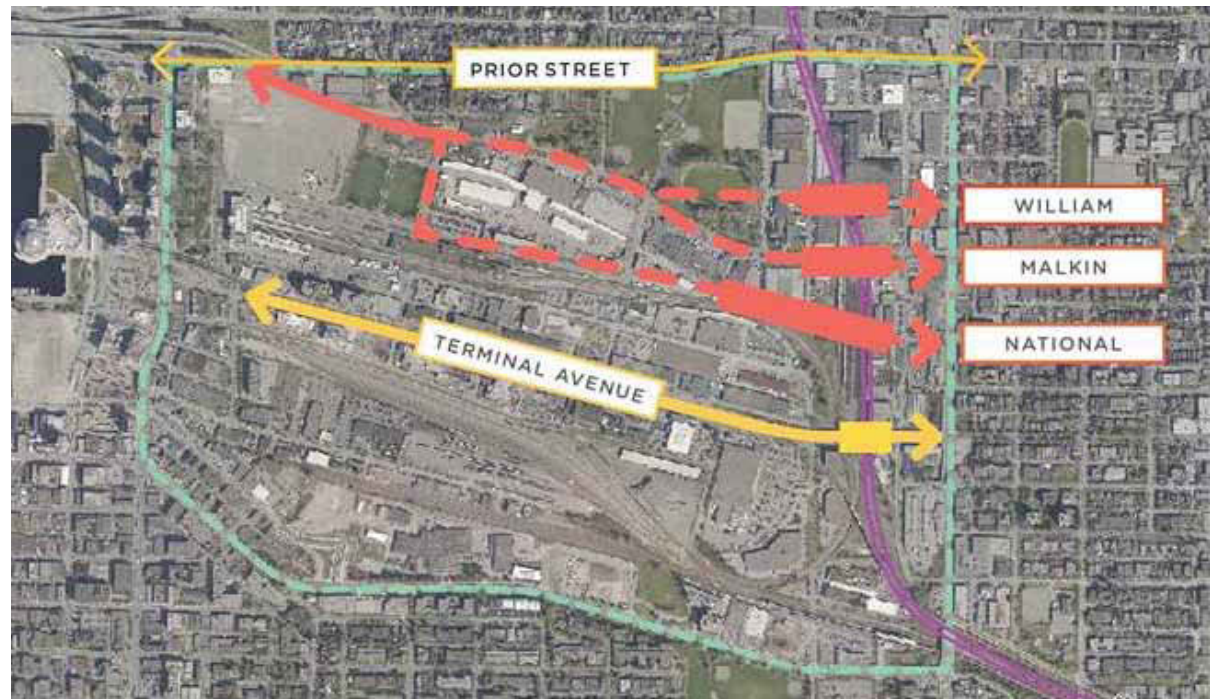 PRIOR STREET
WILLIAM
MALKIN
NATIONAL
TERMINAL AVENUE